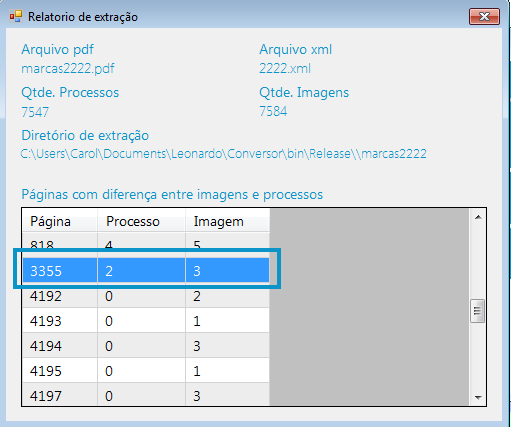 Relatorio de extração
Arquivo pdf Arquivo xml
marcas2222.pdf 2222.xml
Qtde. Processos Qtde. Imagens
7547 7584
Diretório de extração
C:\Users\Carol\Documents\Leonardo\Conversor\bin\Release\\marcas2222
Páginas com diferença entre imagens e processos
Página Processo Imagem
818 4 5
3355 2 3
4192 0 2
4193 0 1
4194 0 3
4195 0 1
4197 0 3